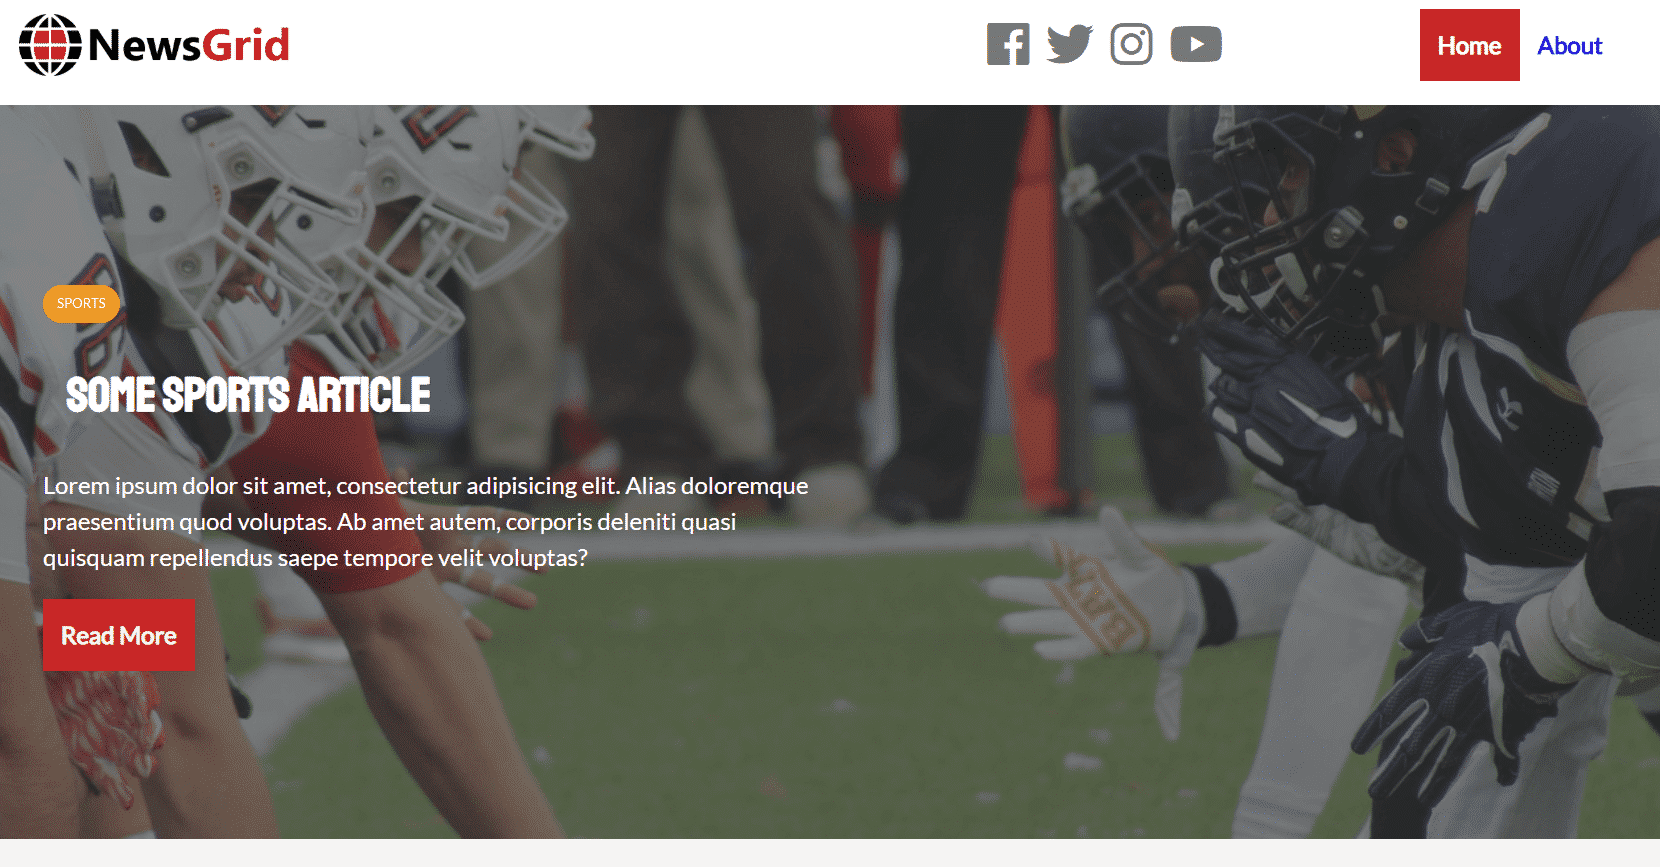 NewsGrid
Home
About
SPORTS
SOME SPORTS ARTICLE
Lorem ipsum dolor sit amet, consectetur adipisicing elit. Alias doloremque
praesentium quod voluptas. Ab amet autem, corporis deleniti quasi
quisquam repellendus saepe tempore velit voluptas?
Read More